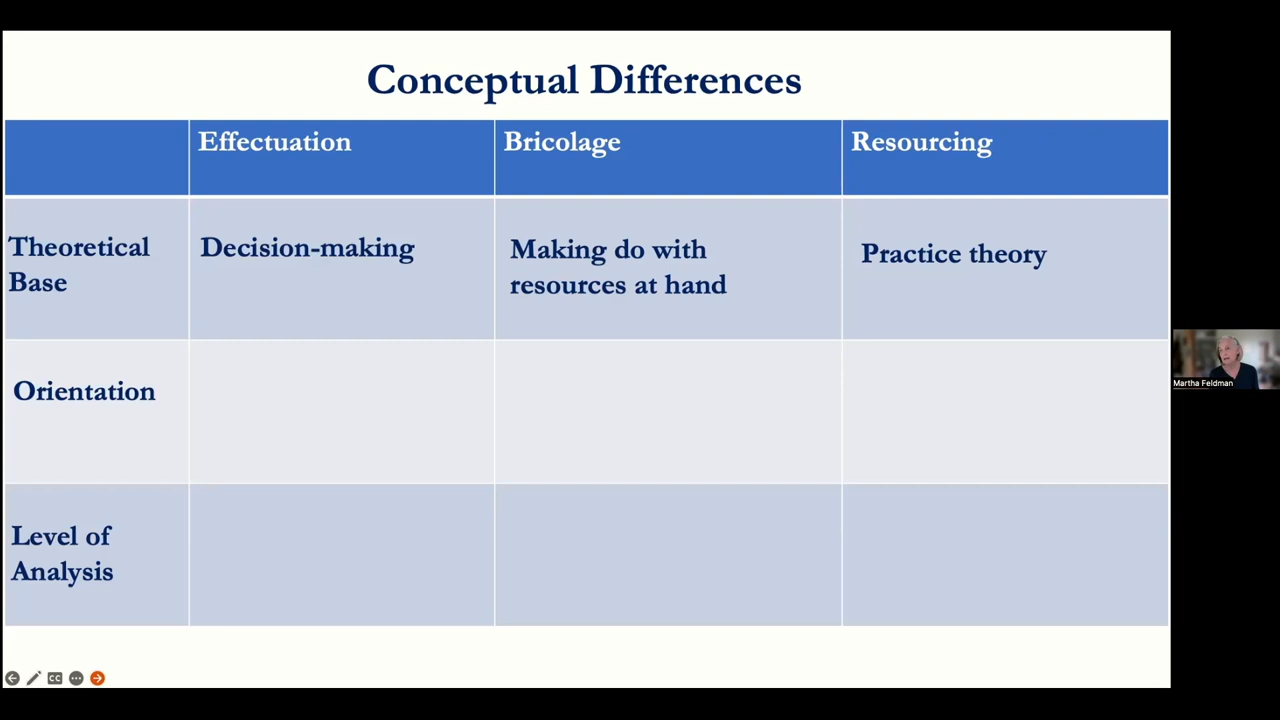 Conceptual Differences
Effectuation
Bricolage
Resourcing
Theoretical
Base
Decision-making
Making do with
resources at hand
Practice theory
Orientation
Level of
Analysis
Martha Feldman
CC